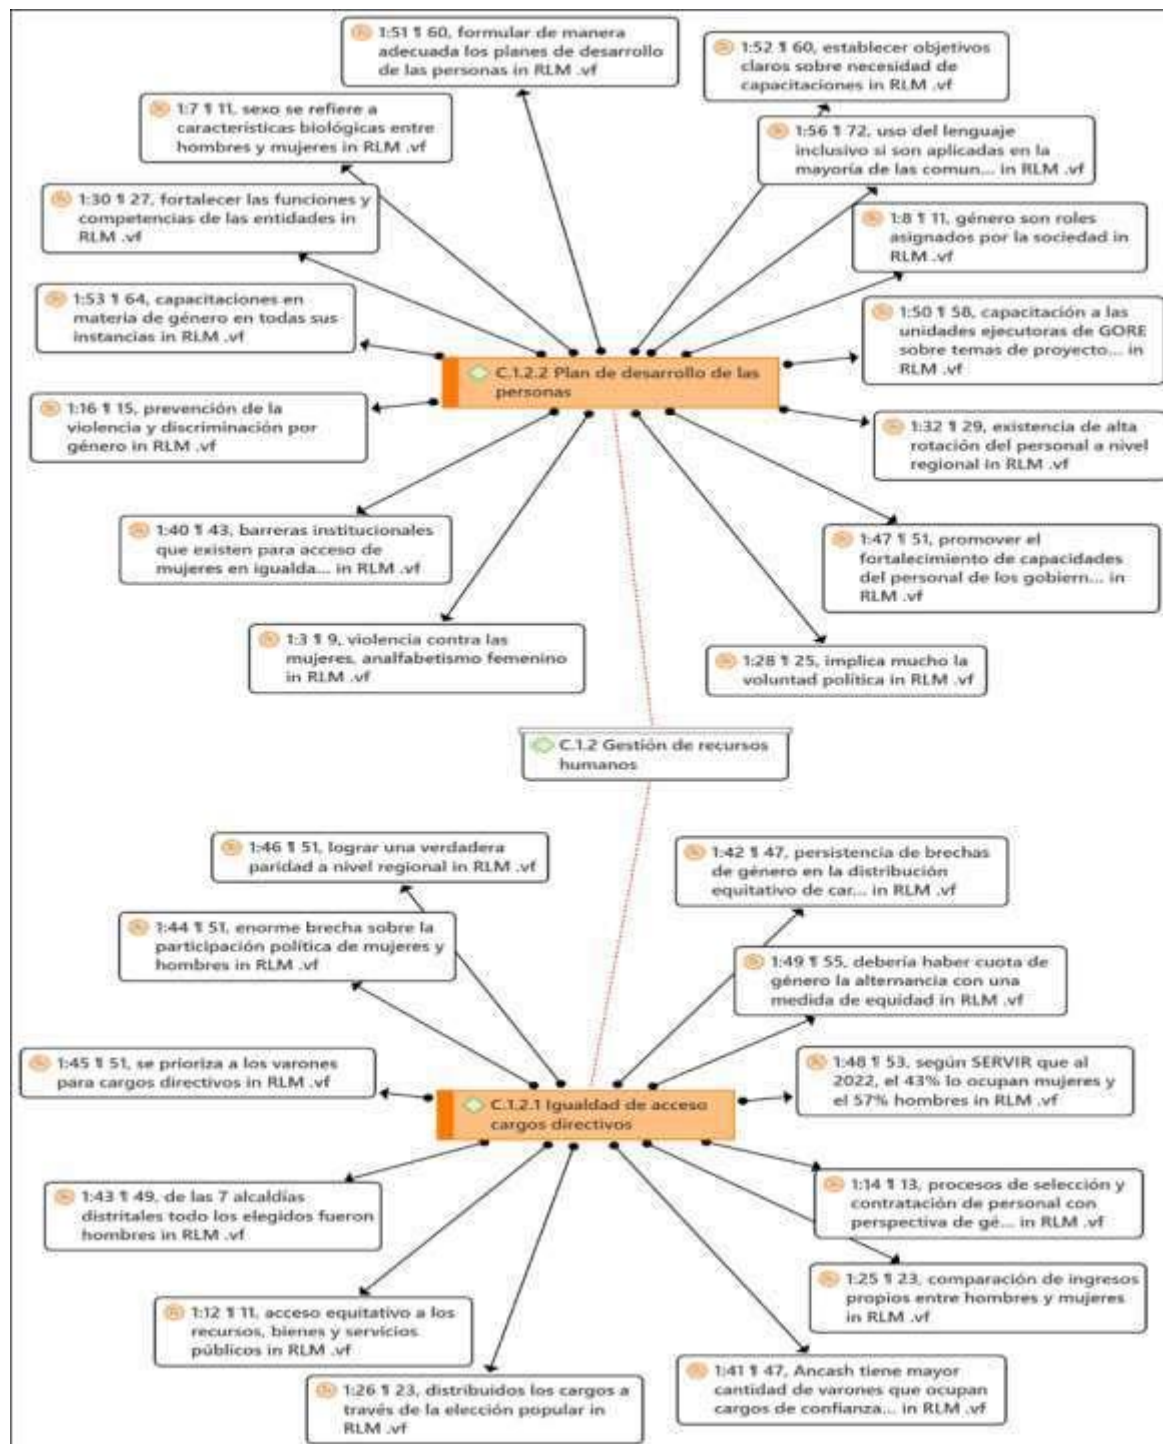 1:51 ¶ 60, formular de manera
adecuada los planes de desarrollo
de las personas in RLM .vf
1:52 ¶ 60, establecer objetivos
claros sobre necesidad de
capacitaciones in RLM .vf
1:7 ¶ 11, sexo se refiere a
características biológicas entre
hombres y mujeres in RLM .vf
1:56 ¶ 72, uso del lenguaje
inclusivo si son aplicadas en la
mayoría de las comun... in RLM .vf
1:30 ¶ 27, fortalecer las funciones y
competencias de las entidades in
RLM .vf
1:8 ¶ 11, género son roles
asignados por la sociedad in
RLM .vf
1:53 ¶ 64, capacitaciones en
materia de género en todas sus
instancias in RLM .vf
1:50 ¶ 58, capacitación a las
unidades ejecutoras de GORE
sobre temas de proyecto... in
RLM .vf
C.1.2.2 Plan de desarrollo de las
personas
1:16 ¶ 15, prevención de la
violencia y discriminación por
género in RLM .vf
1:32 ¶ 29, existencia de alta
rotación del personal a nivel
regional in RLM .vf
1:40 ¶ 43, barreras institucionales
que existen para acceso de
mujeres en igualda... in RLM .vf
1:47 ¶ 51, promover el
fortalecimiento de capacidades
del personal de los gobiern... in
RLM .vf
1:3 ¶ 9, violencia contra las
mujeres, analfabetismo femenino
in RLM .vf
1:28 ¶ 25, implica mucho la
voluntad política in RLM .vf
C.1.2 Gestión de recursos
humanos
1:46 ¶ 51, lograr una verdadera
paridad a nivel regional in RLM .vf
1:42 ¶ 47, persistencia de brechas
de género en la distribución
equitativo de car... in RLM .vf
1:44 ¶ 51, enorme brecha sobre la
participación política de mujeres y
hombres in RLM .vf
1:49 ¶ 55, debería haber cuota de
género la alternancia con una
medida de equidad in RLM .vf
1:45 ¶ 51, se prioriza a los varones
para cargos directivos in RLM .vf
1:48 ¶ 53, según SERVIR que al
2022, el 43% lo ocupan mujeres y
el 57% hombres in RLM .vf
C.1.2.1 Igualdad de acceso
cargos directivos
1:43 ¶ 49, de las 7 alcaldías
distritales todo los elegidos fueron
hombres in RLM .vf
1:14 ¶ 13, procesos de selección y
contratación de personal con
perspectiva de gé... in RLM .vf
1:25 ¶ 23, comparación de ingresos
propios entre hombres y mujeres
in RLM .vf
1:12 ¶ 11, acceso equitativo a los
recursos, bienes y servicios
públicos in RLM .vf
1:26 ¶ 23, distribuidos los cargos a
través de la elección popular in
RLM .vf
1:41 ¶ 47, Ancash tiene mayor
cantidad de varones que ocupan
cargos de confianza... in RLM .vf